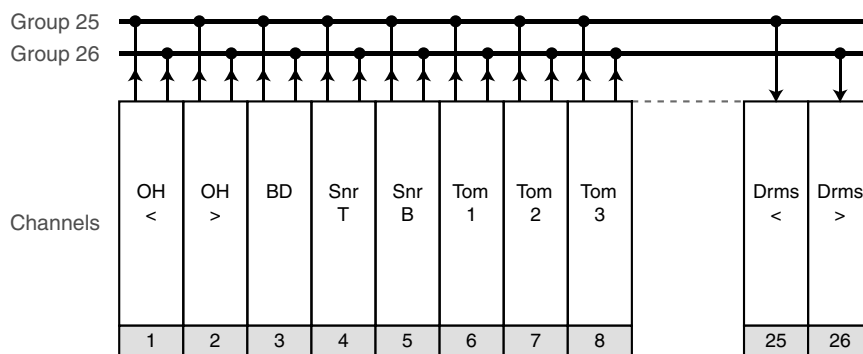 Group 25
Group 26
Channels
OH OH BD Snr Snr Tom Tom Tom Drms Drms
< > T B 1 2 3 < >
1 2 3 4 5 6 7 8 25 26